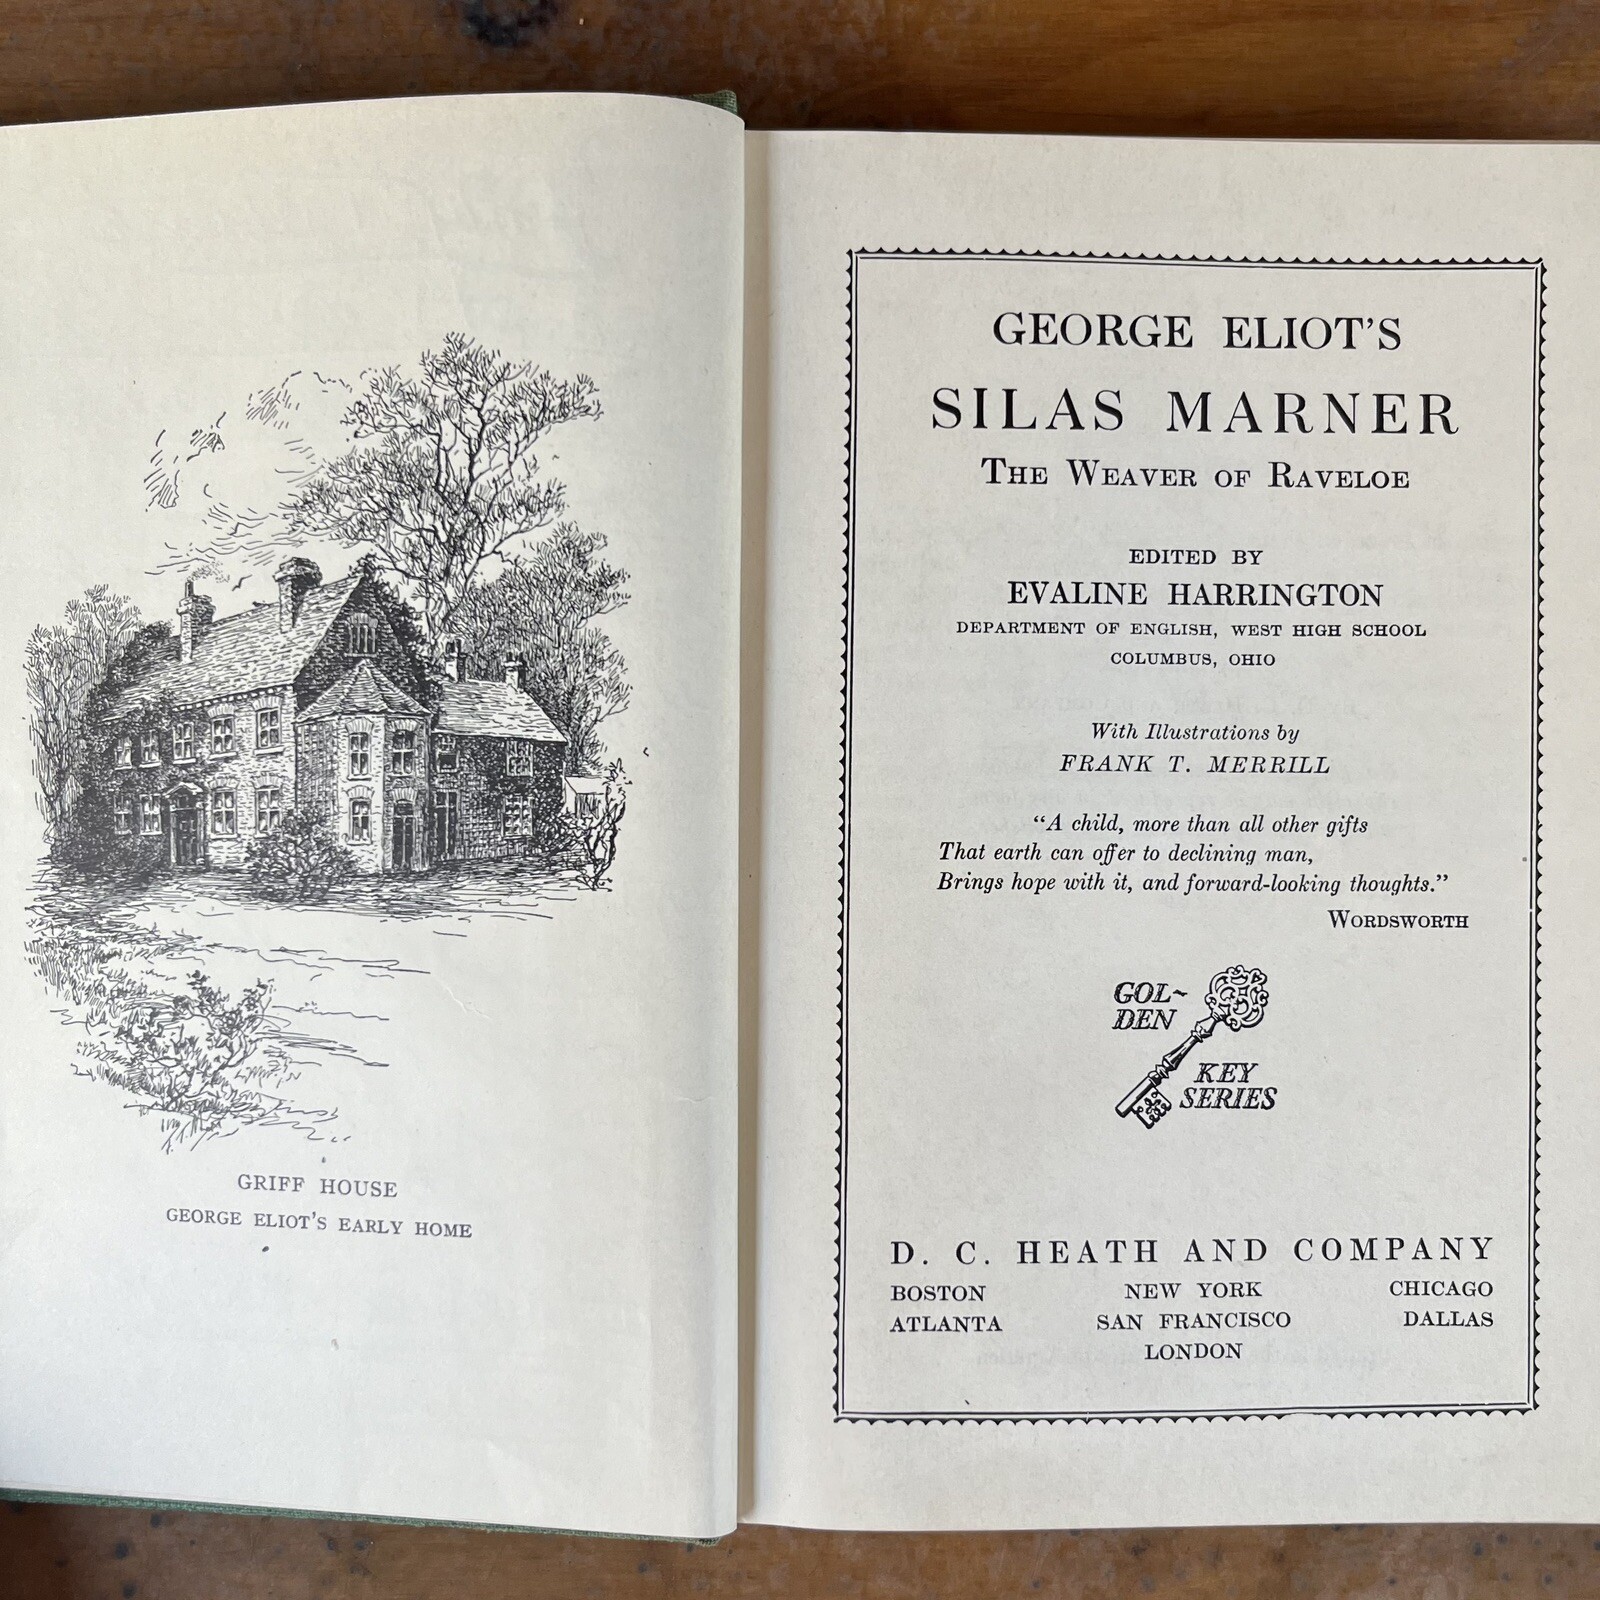 GRIFF HOUSE
GEORGE ELIOT'S EARLY HOME
GEORGE ELIOT'S
SILAS MARNER
THE WEAVER OF RAVELOE
EDITED BY
EVALINE HARRINGTON
DEPARTMENT OF ENGLISH, WEST HIGH SCHOOL
COLUMBUS, OHIO
With Illustrations by
FRANK T. MERRILL
"A child, more than all other gifts
That earth can offer to declining man,
Brings hope with it, and forward-looking thoughts."
WORDSWORTH
GOL~
DEN
KEY
SERIES
D. C. HEATH AND COMPANY
BOSTON NEW YORK CHICAGO
ATLANTA SAN FRANCISCO DALLAS
LONDON